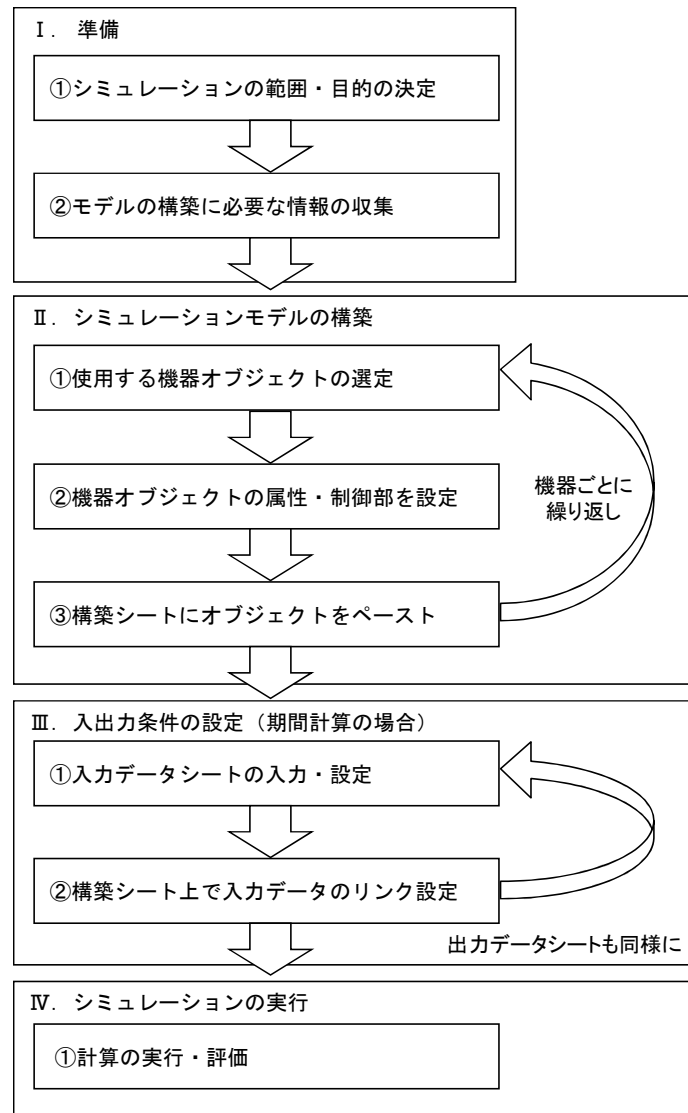 Ⅰ． 準備
①シミュレーションの範囲・目的の決定
②モデルの構築に必要な情報の収集
Ⅱ．シミュレーションモデルの構築
①使用する機器オブジェクトの選定
②機器オブジェクトの属性・制御部を設定
機器ごとに
繰り返し
③構築シートにオブジェクトをペースト
Ⅲ．入出力条件の設定（期間計算の場合）
①入力データシートの入力・設定
②構築シート上で入力データのリンク設定
出力データシートも同様に
Ⅳ．シミュレーションの実行
①計算の実行・評価